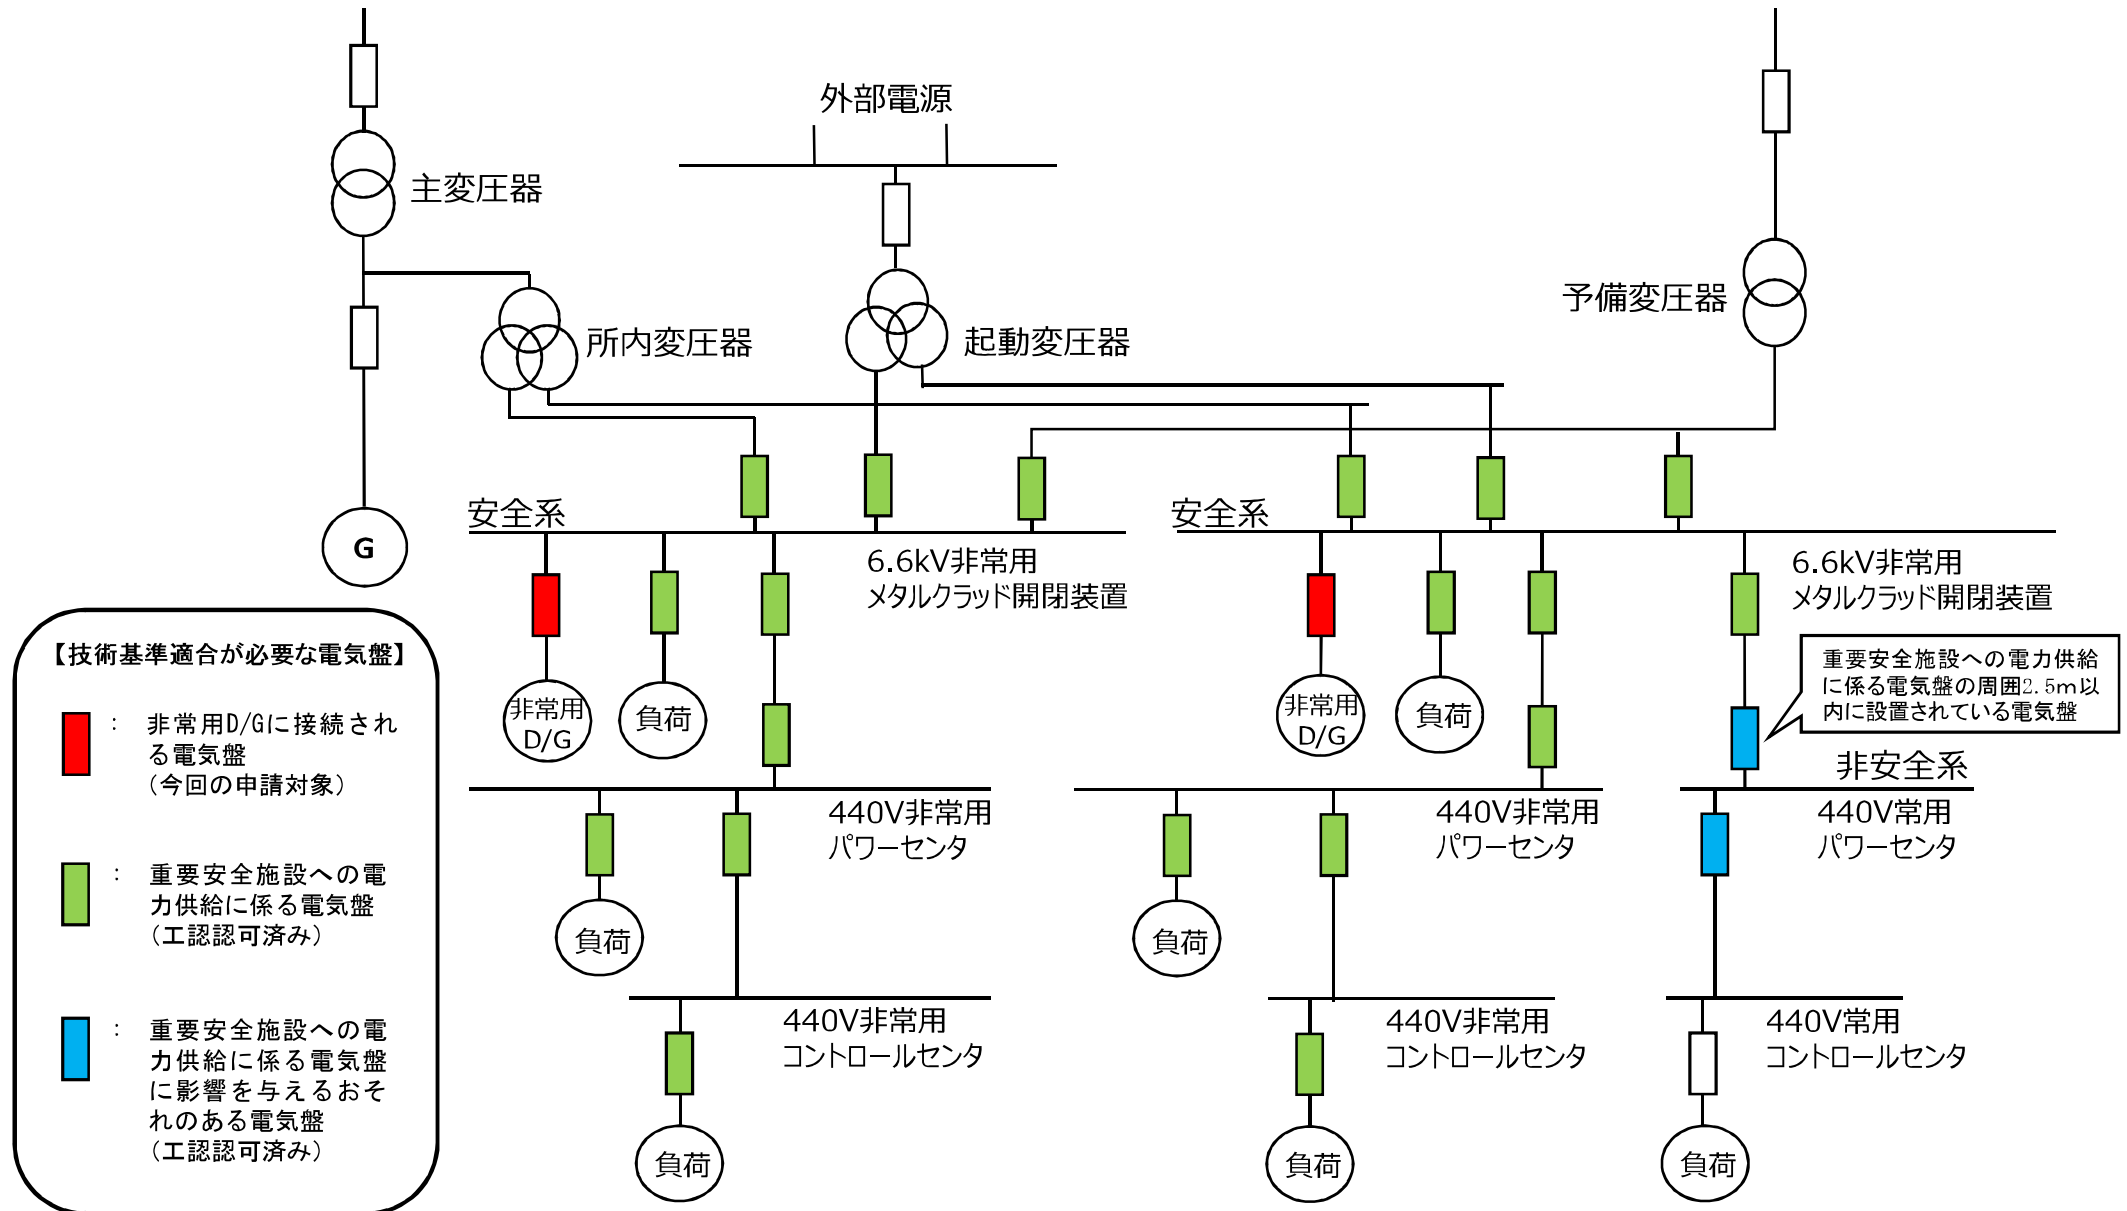 外部電源
主変圧器
所内変圧器
起動変圧器
予備変圧器
G
安全系
6.6kV非常用
メタルクラッド開閉装置
非常用
D/G
負荷
440V非常用
パワーセンタ
負荷
440V非常用
コントロールセンタ
負荷
安全系
6.6kV非常用
メタルクラッド開閉装置
非常用
D/G
負荷
重要安全施設への電力供給
に係る電気盤の周囲2.5m以
内に設置されている電気盤
非安全系
440V非常用
パワーセンタ
440V常用
パワーセンタ
負荷
440V非常用
コントロールセンタ
440V常用
コントロールセンタ
負荷
負荷
【技術基準適合が必要な電気盤】
： 非常用D/Gに接続され
る電気盤
（今回の申請対象）
： 重要安全施設への電
力供給に係る電気盤
（工認認可済み）
： 重要安全施設への電
力供給に係る電気盤
に影響を与えるおそ
れのある電気盤
（工認認可済み）